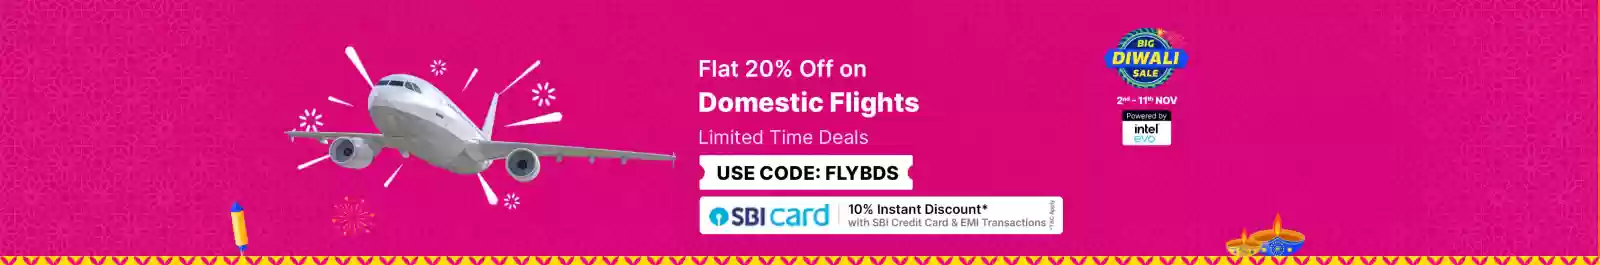 Flat 20% Off on
Domestic Flights
Limited Time Deals
USE CODE: FLYBDS
SBI card
10% Instant Discount*
with SBI Credit Card & EMI Transactions
*T&C Apply
BIG
DIWALI
SALE
2ND - 11th NOV
Powered by
intel
evo